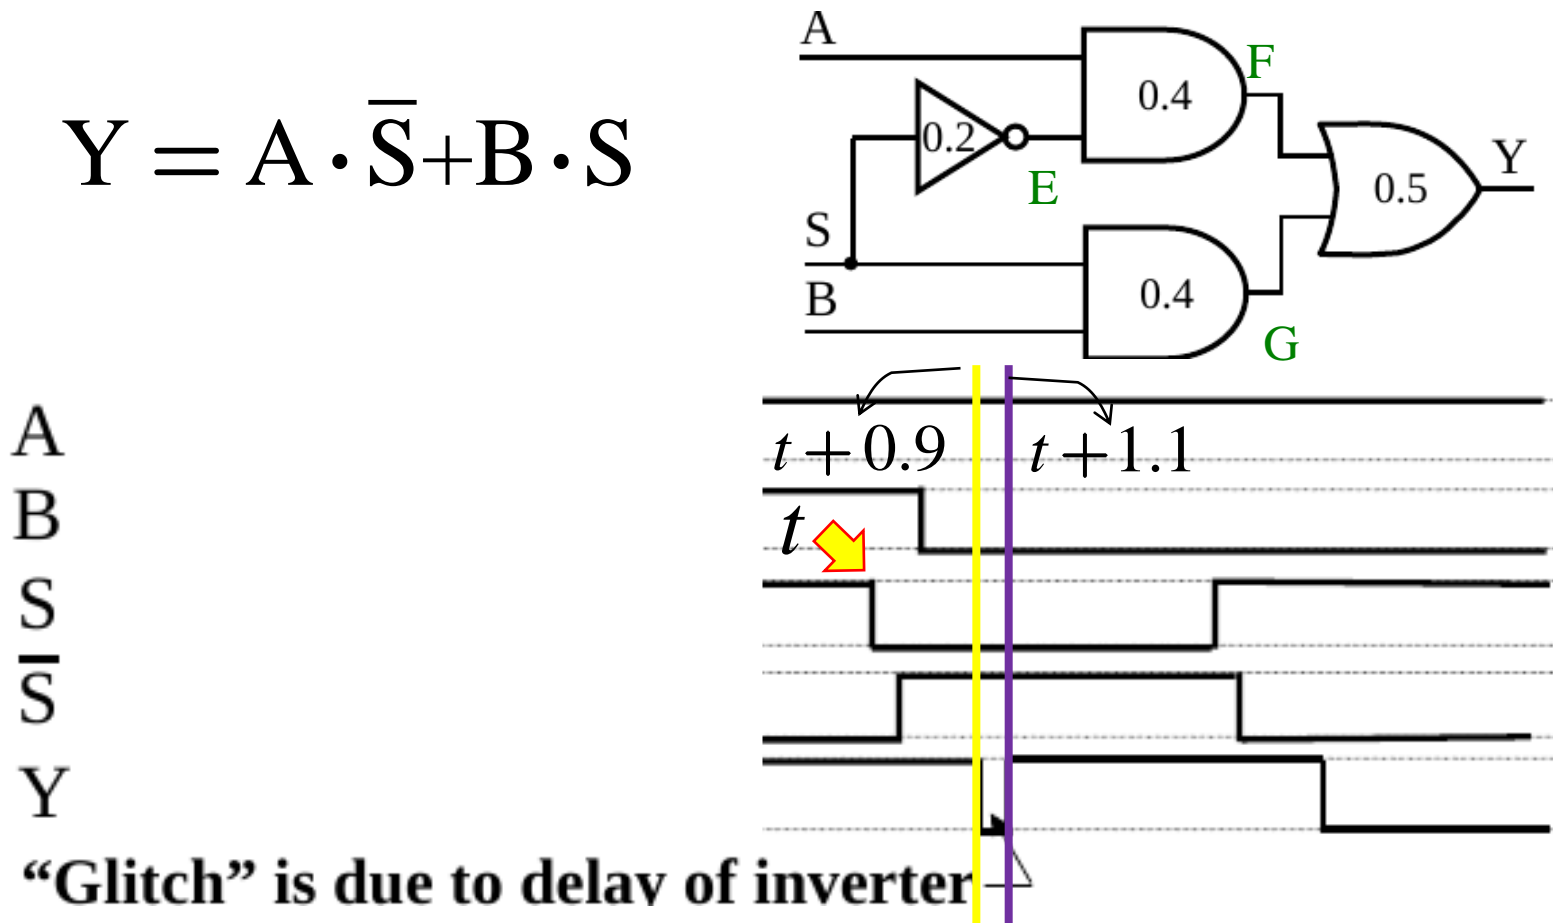 A
F
0.4
Y = A · S̅+B · S
0.2
Y
E
0.5
S
B
0.4
G
A
t +0.9 t +1.1
B
t
S
S̅
Y
“Glitch” is due to delay of inverter